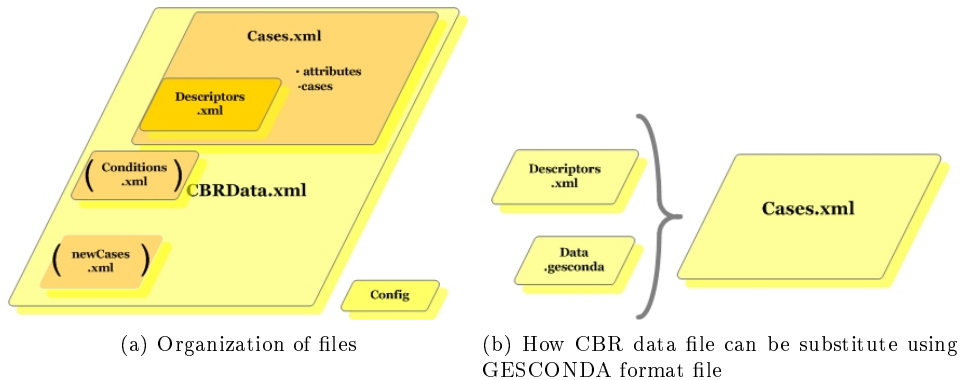 Cases.xml
· attributes
·cases
Descriptors
.xml
( Conditions
.xml )
CBRData.xml
( newCases
.xml )
Config
(a) Organization of files
Descriptors
.xml
Data
.gesconda
Cases.xml
(b) How CBR data file can be substitute using
GESCONDA format file